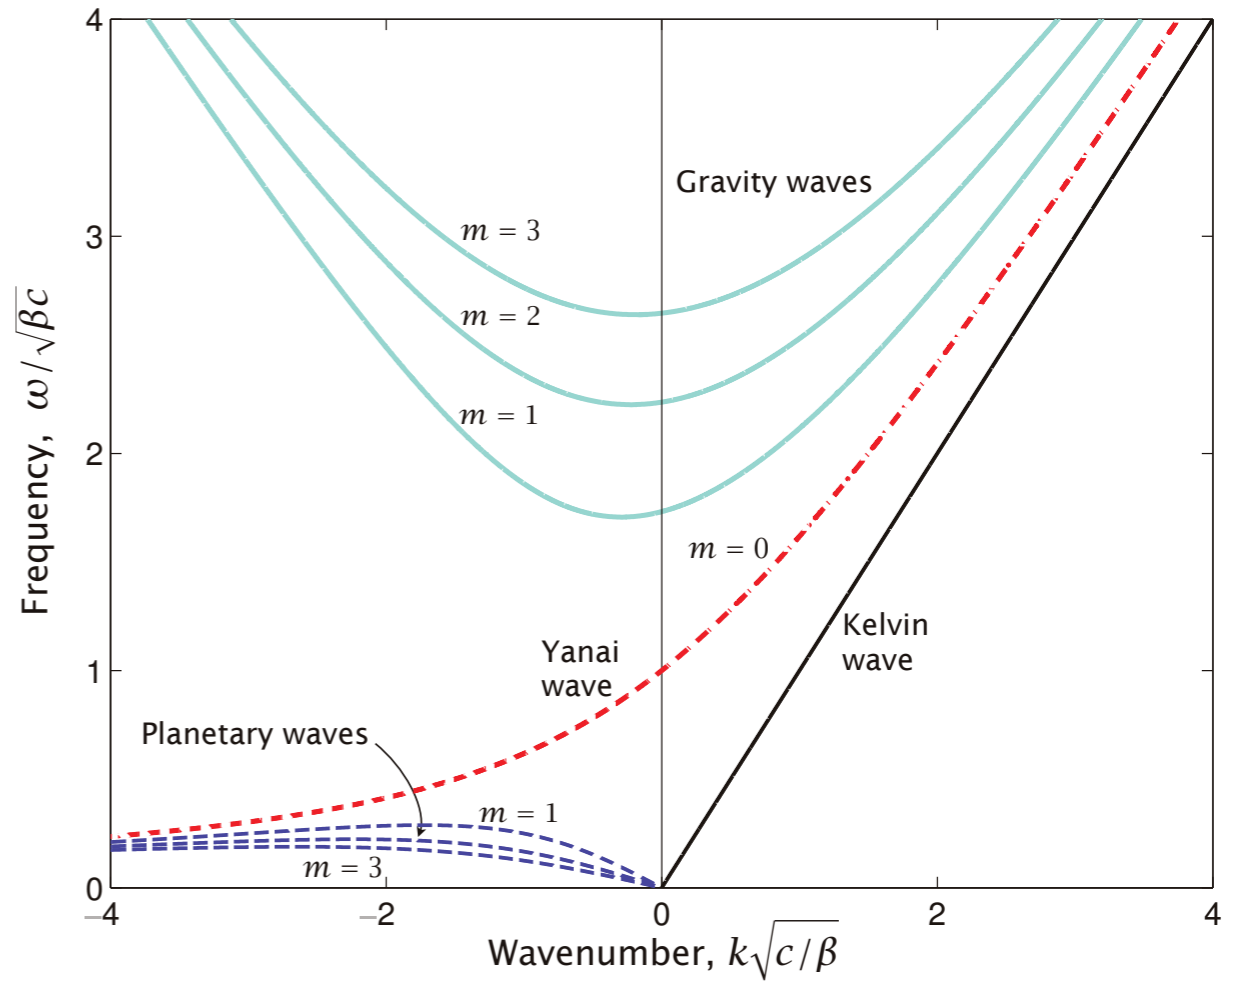 4
3
2
1
0
Frequency, ω/√βc
Gravity waves
m = 3
m = 2
m = 1
m = 0
Kelvin
wave
Yanai
wave
Planetary waves
m = 1
m = 3
−4
−2
0
2
4
Wavenumber, k√c/β